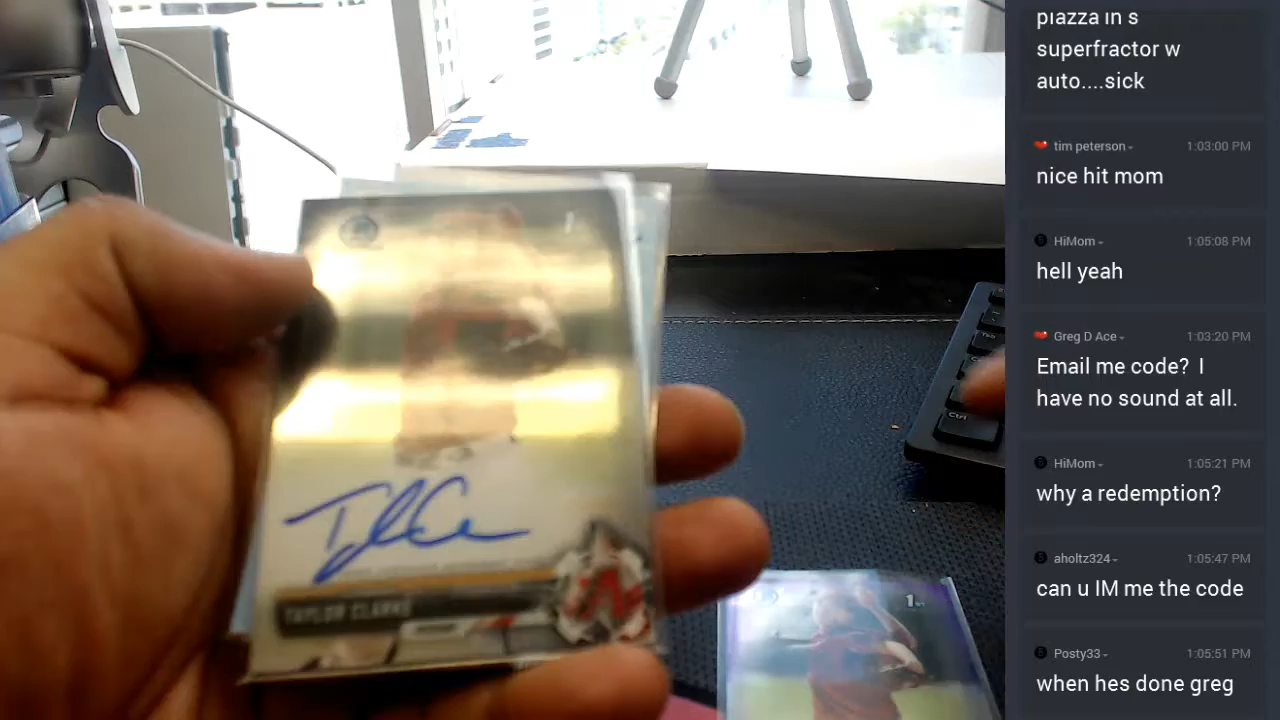 piazza in s
superfractor w
auto....sick
tim peterson
1:03:00 PM
nice hit mom
HiMom
1:05:08 PM
hell yeah
Greg D Ace
1:03:20 PM
Email me code? I
have no sound at all.
HiMom
1:05:21 PM
why a redemption?
aholtz324
1:05:47 PM
can u IM me the code
Posty33
1:05:51 PM
when hes done greg
TAYLOR CLARKE
1st
Ctrl